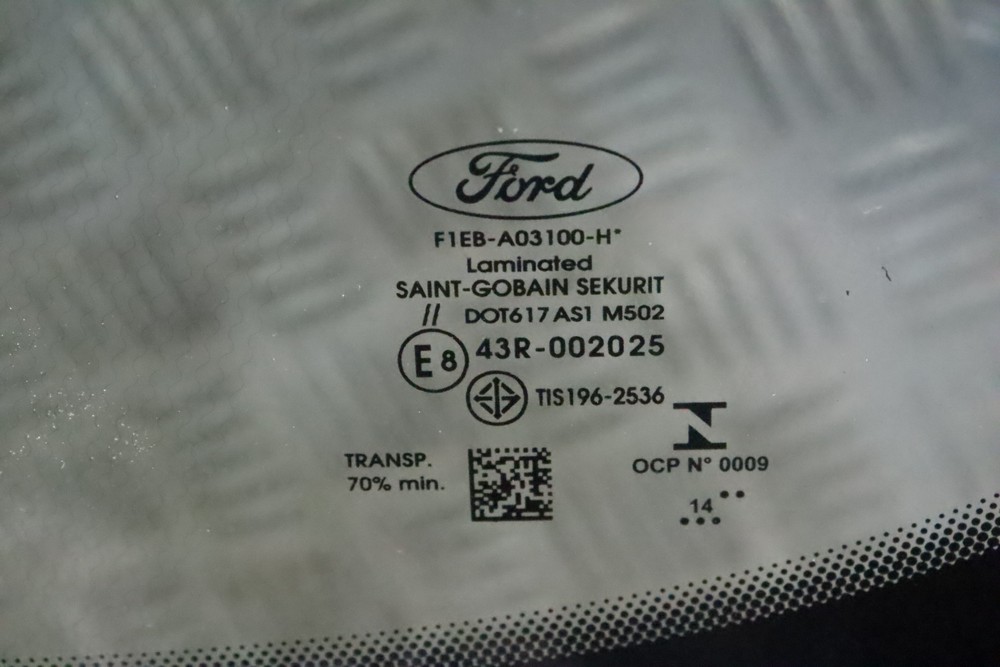 Ford
F1EB-A03100-H*
Laminated
SAINT-GOBAIN SEKURIT
// DOT617 AS1 M502
E8 43R-002025
TIS196-2536
TRANSP.
70% min.
OCP N° 0009
14